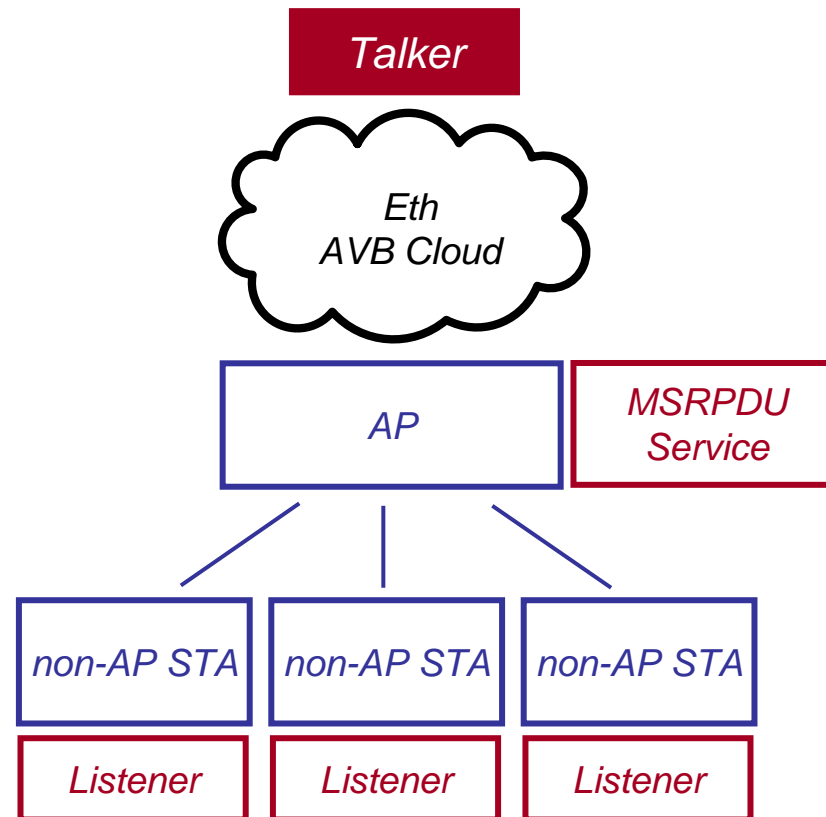 Talker
Eth
AVB Cloud
AP
MSRPDU
Service
non-AP STA
non-AP STA
non-AP STA
Listener
Listener
Listener